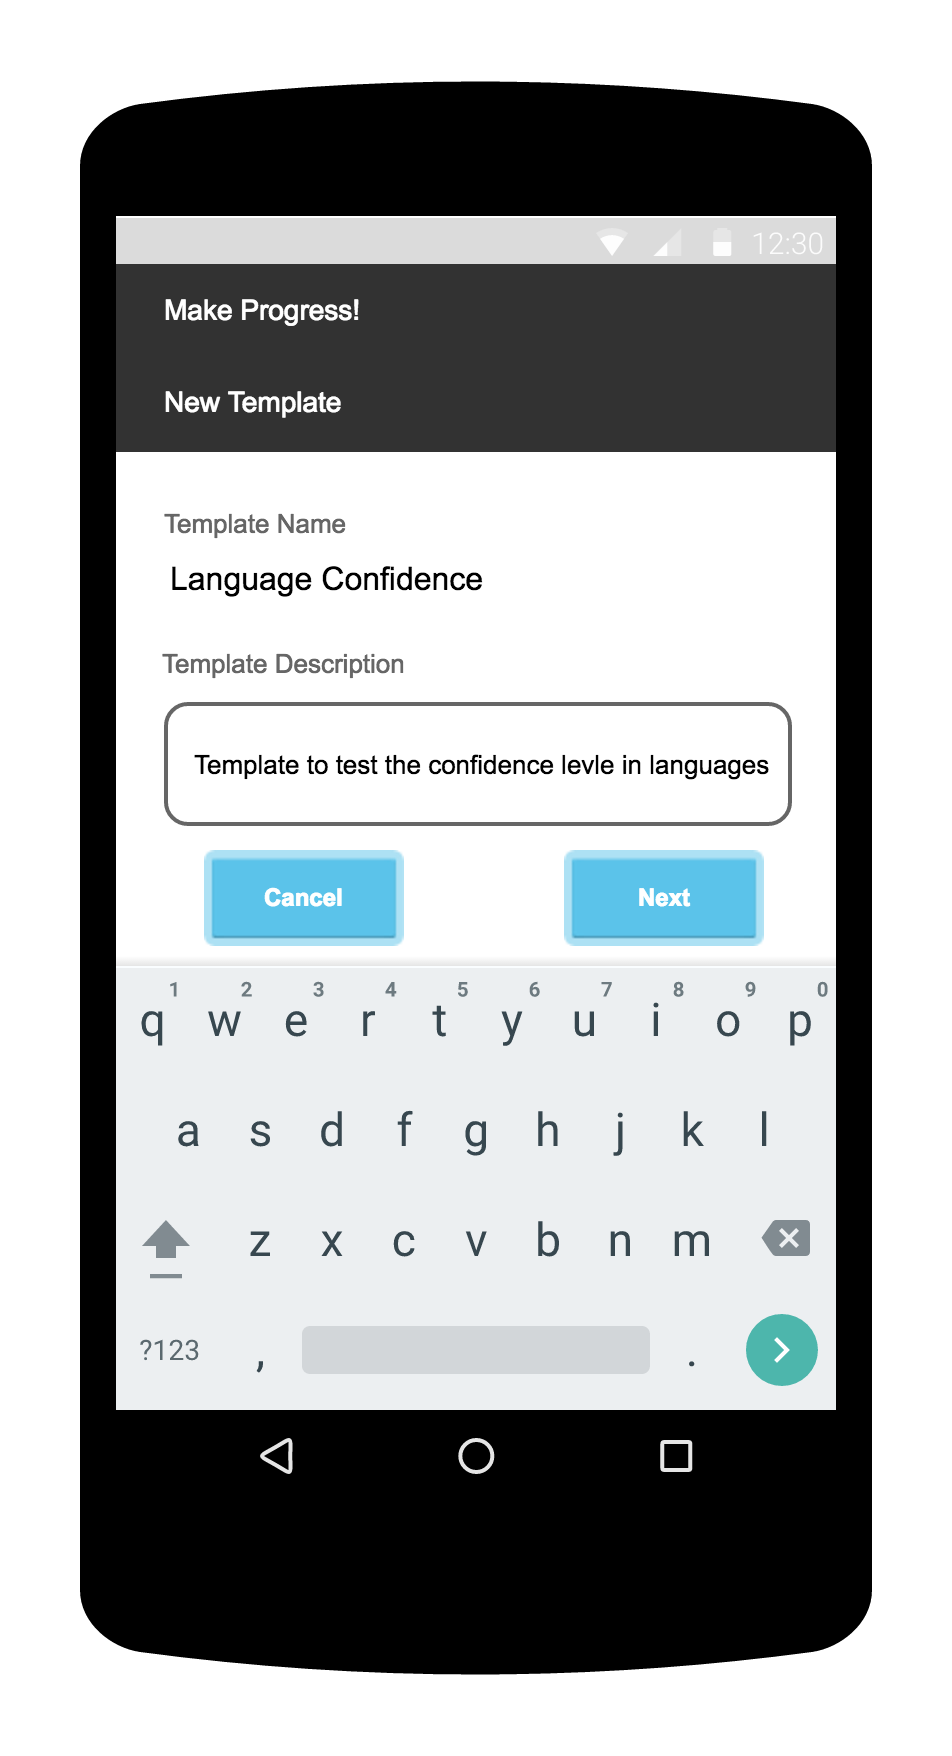 12:30
Make Progress!
New Template
Template Name
Language Confidence
Template Description
Template to test the confidence levle in languages
Cancel Next
1 2 3 4 5 6 7 8 9 0
q w e r t y u i o p
a s d f g h j k l
z x c v b n m
?123 , .